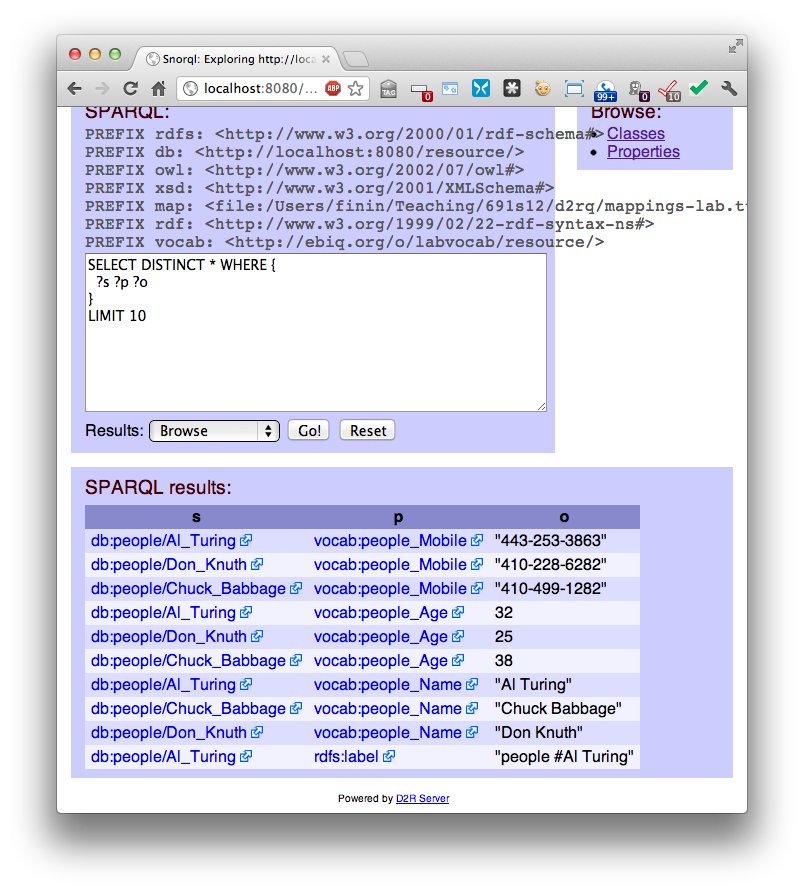 Snorql: Exploring http://loca
localhost:8080/...
ABP
TAG
0
99+
0
10
SPARQL:
Browse:
PREFIX rdfs: <http://www.w3.org/2000/01/rdf-schema#>
• Classes
PREFIX db: <http://localhost:8080/resource/>
• Properties
PREFIX owl: <http://www.w3.org/2002/07/owl#>
PREFIX xsd: <http://www.w3.org/2001/XMLSchema#>
PREFIX map: <file:/Users/finin/Teaching/691s12/d2rq/mappings-lab.t
PREFIX rdf: <http://www.w3.org/1999/02/22-rdf-syntax-ns#>
PREFIX vocab: <http://ebiq.org/o/labvocab/resource/>
SELECT DISTINCT * WHERE {
?s ?p ?o
}
LIMIT 10
Results: Browse Go! Reset
SPARQL results:
s p o
db:people/Al_Turing vocab:people_Mobile "443-253-3863"
db:people/Don_Knuth vocab:people_Mobile "410-228-6282"
db:people/Chuck_Babbage vocab:people_Mobile "410-499-1282"
db:people/Al_Turing vocab:people_Age 32
db:people/Don_Knuth vocab:people_Age 25
db:people/Chuck_Babbage vocab:people_Age 38
db:people/Al_Turing vocab:people_Name "Al Turing"
db:people/Chuck_Babbage vocab:people_Name "Chuck Babbage"
db:people/Don_Knuth vocab:people_Name "Don Knuth"
db:people/Al_Turing rdfs:label "people #Al Turing"
Powered by D2R Server